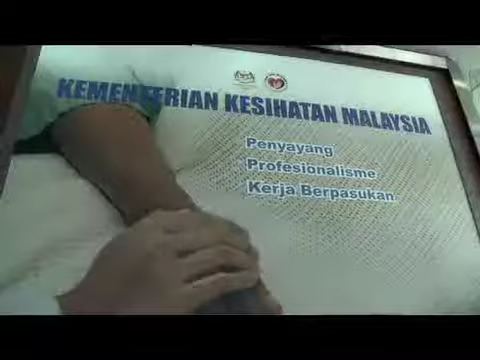 KEMENTERIAN KESIHATAN MALAYSIA
Penyayang
Profesionalisme
Kerja Berpasukan